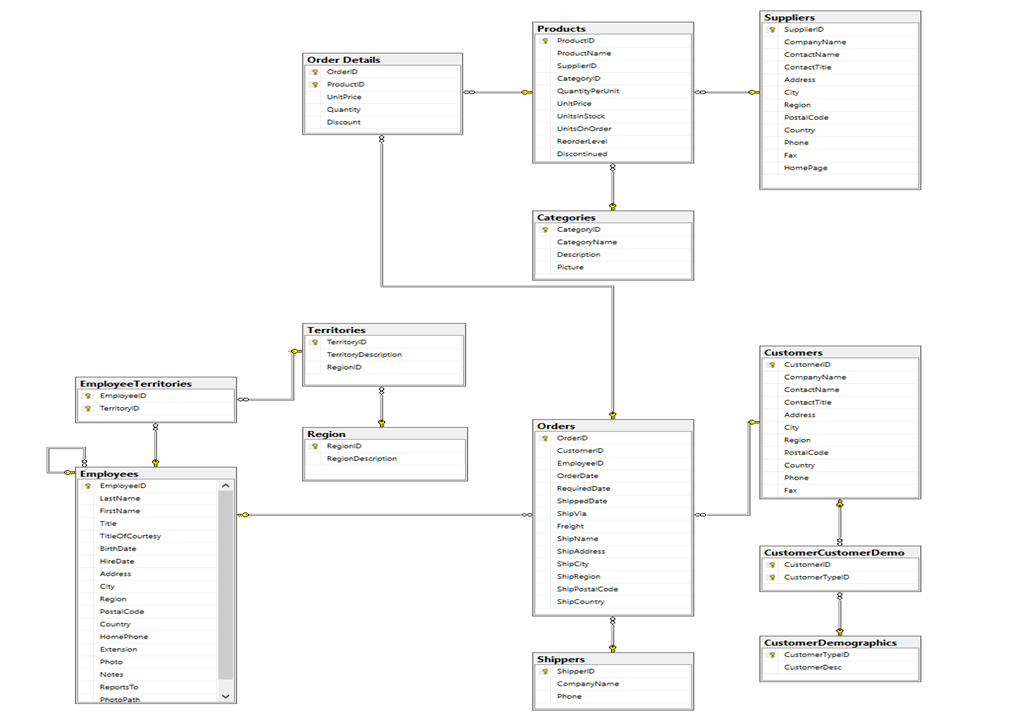 Order Details
OrderID
ProductID
UnitPrice
Quantity
Discount
Products
ProductID
ProductName
SupplierID
CategoryID
QuantityPerUnit
UnitPrice
UnitsInStock
UnitsOnOrder
ReorderLevel
Discontinued
Suppliers
SupplierID
CompanyName
ContactName
ContactTitle
Address
City
Region
PostalCode
Country
Phone
Fax
HomePage
Categories
CategoryID
CategoryName
Description
Picture
Territories
TerritoryID
TerritoryDescription
RegionID
EmployeeTerritories
EmployeeID
TerritoryID
Region
RegionID
RegionDescription
Employees
EmployeeID
LastName
FirstName
Title
TitleOfCourtesy
BirthDate
HireDate
Address
City
Region
PostalCode
Country
HomePhone
Extension
Photo
Notes
ReportsTo
PhotoPath
Orders
OrderID
CustomerID
EmployeeID
OrderDate
RequiredDate
ShippedDate
ShipVia
Freight
ShipName
ShipAddress
ShipCity
ShipRegion
ShipPostalCode
ShipCountry
Shippers
ShipperID
CompanyName
Phone
Customers
CustomerID
CompanyName
ContactName
ContactTitle
Address
City
Region
PostalCode
Country
Phone
Fax
CustomerCustomerDemo
CustomerID
CustomerTypeID
CustomerDemographics
CustomerTypeID
CustomerDesc